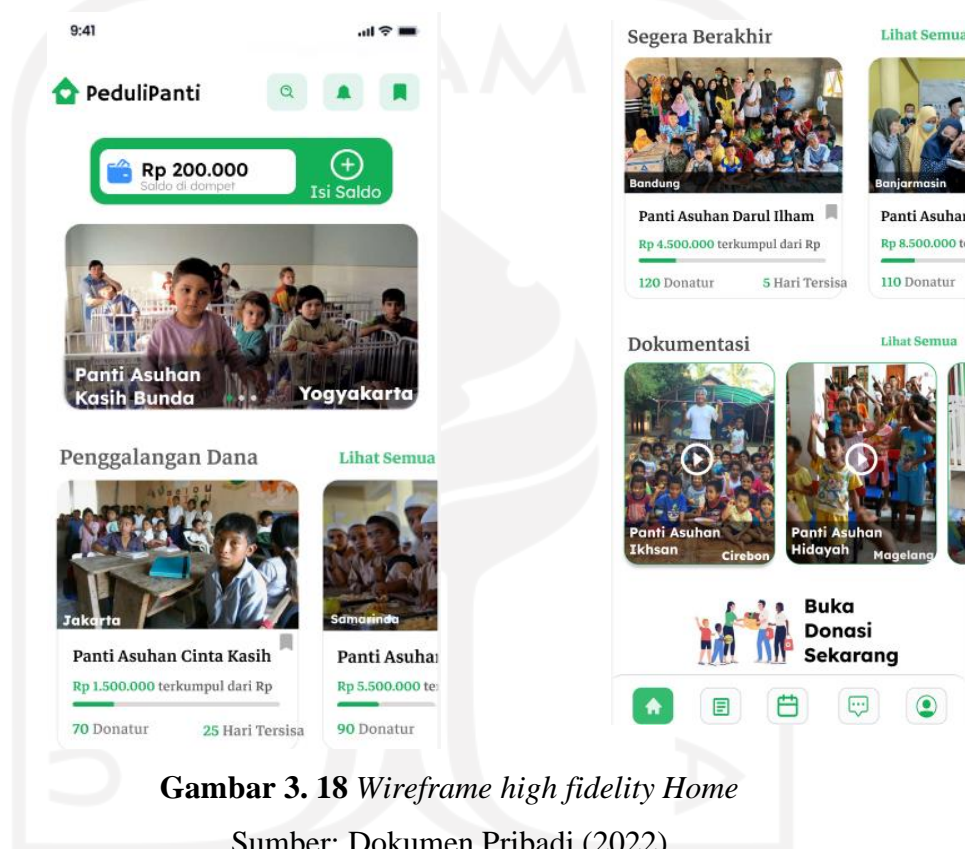 9:41
PeduliPanti
Rp 200.000
Saldo di dompet
Isi Saldo
Panti Asuhan
Kasih Bunda
Yogyakarta
Penggalangan Dana
Lihat Semua
Jakarta
Panti Asuhan Cinta Kasih
Rp 1.500.000 terkumpul dari Rp
70 Donatur
25 Hari Tersisa
Samarinda
Panti Asuha
Rp 5.500.000 te
90 Donatur
Segera Berakhir
Lihat Semua
Bandung
Panti Asuhan Darul Ilham
Rp 4.500.000 terkumpul dari Rp
120 Donatur
5 Hari Tersisa
Banjarmasin
Panti Asuhan
Rp 8.500.000 t
110 Donatur
Dokumentasi
Lihat Semua
Panti Asuhan
Ikhsan
Cirebon
Panti Asuhan
Hidayah
Magelang
Buka
Donasi
Sekarang
Gambar 3. 18 Wireframe high fidelity Home
Sumber: Dokumen Pribadi (2022)